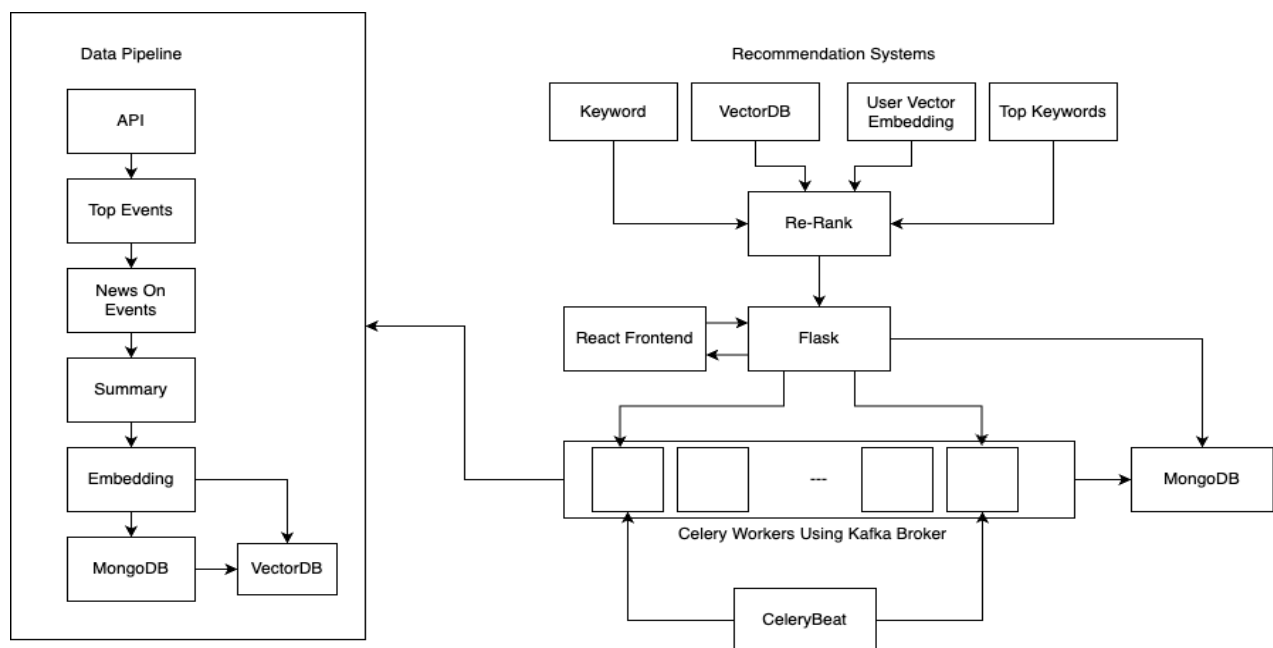 Data Pipeline
API
Top Events
News On
Events
Summary
Embedding
MongoDB
VectorDB
Recommendation Systems
Keyword
VectorDB
User Vector
Embedding
Top Keywords
Re-Rank
React Frontend
Flask
---
MongoDB
Celery Workers Using Kafka Broker
CeleryBeat